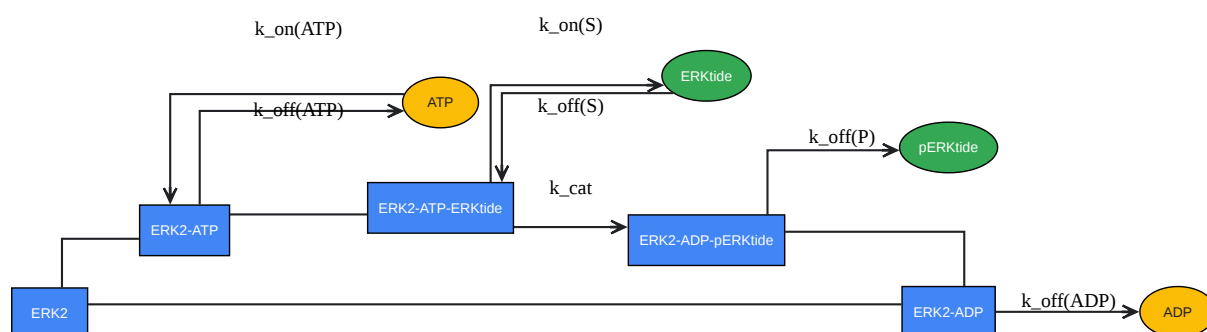 k_on(ATP)
k_on(S)
ERKtide
ATP
k_off(ATP)
k_off(S)
k_off(P)
pERKtide
k_cat
ERK2-ATP-ERKtide
ERK2-ATP
ERK2-ADP-pERKtide
k_off(ADP)
ERK2
ERK2-ADP
ADP